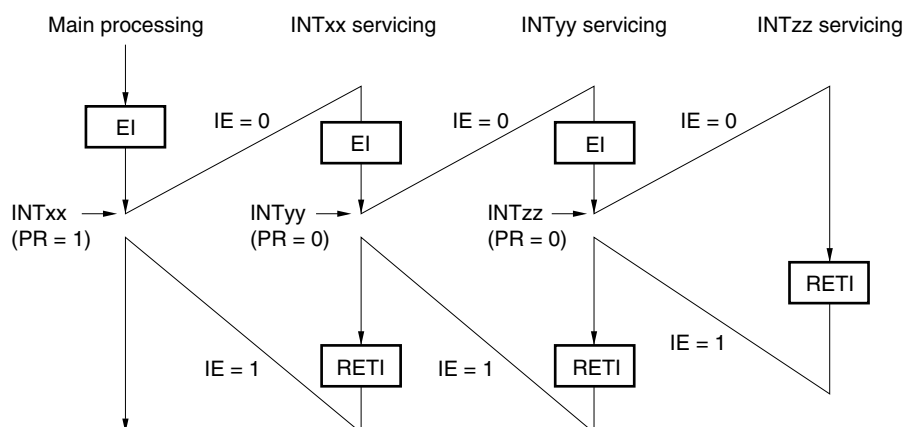 Main processing INTxx servicing INTyy servicing INTzz servicing
IE = 0 IE = 0 IE = 0
EI EI EI
INTxx INTyy INTzz
(PR = 1) (PR = 0) (PR = 0)
RETI
IE = 1 RETI IE = 1 RETI IE = 1